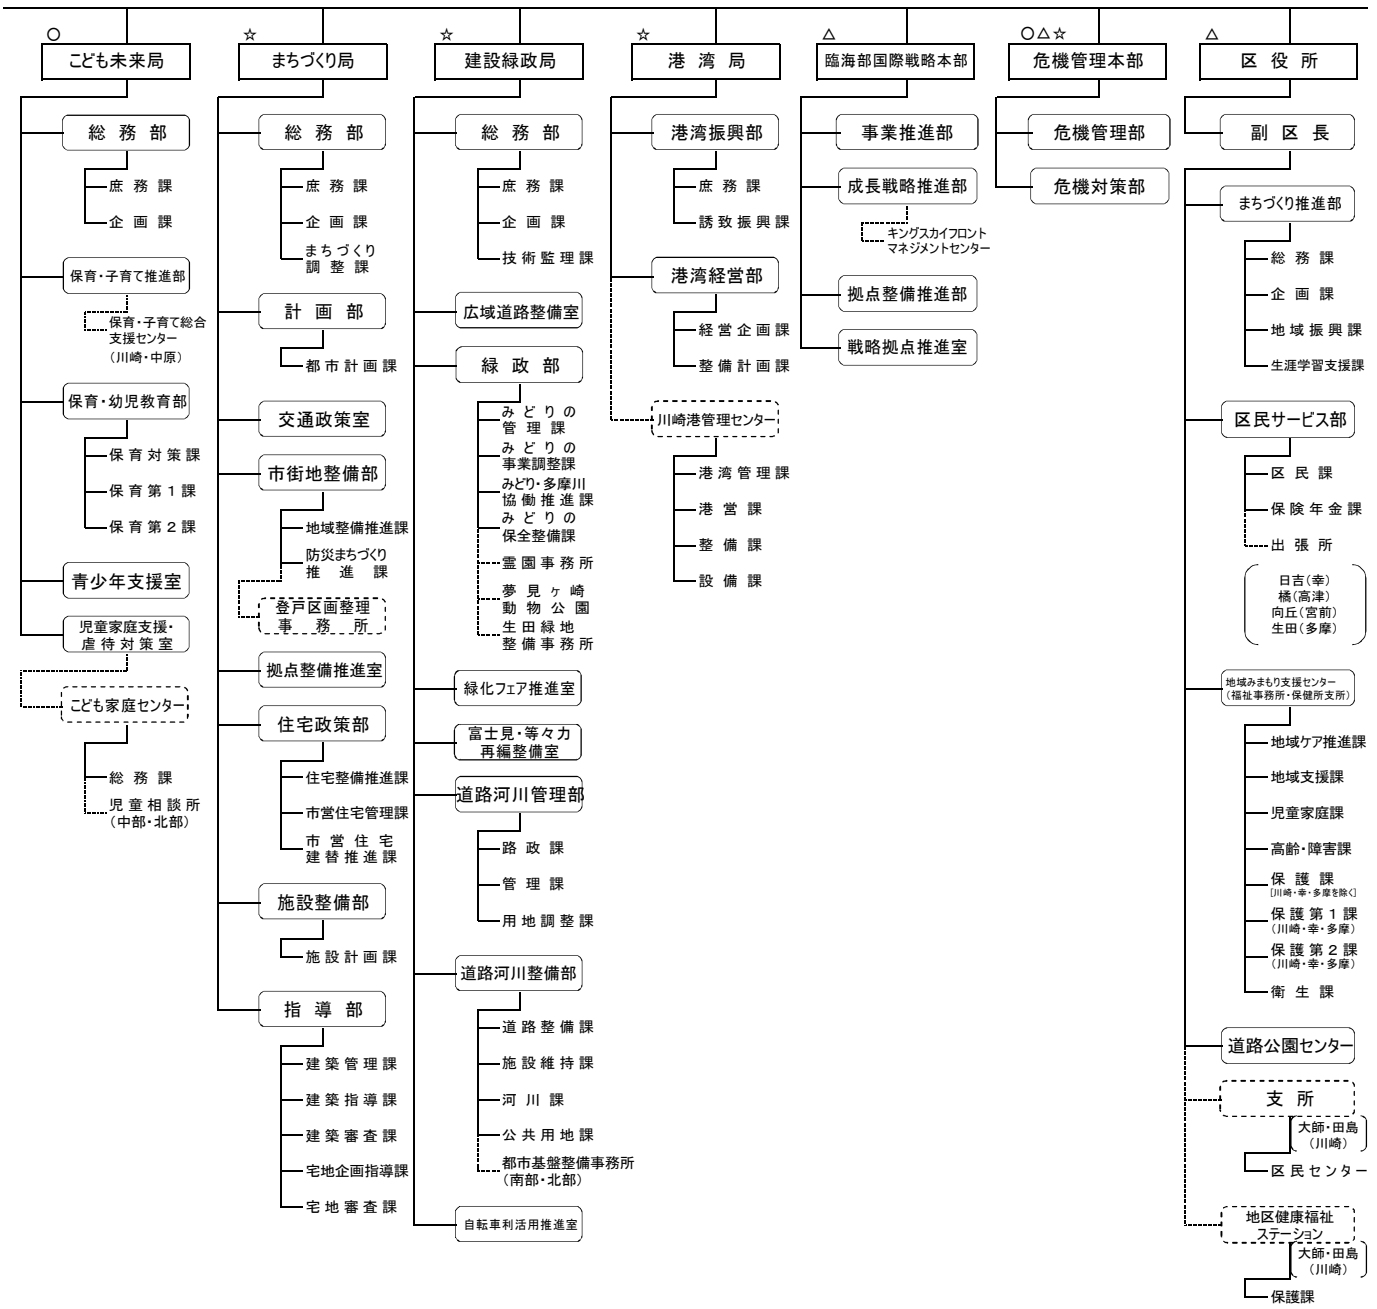 ○
こども未来局
総務部
庶務課
企画課
保育・子育て推進部
保育・子育て総合
支援センター
（川崎・中原）
保育・幼児教育部
保育対策課
保育第１課
保育第２課
青少年支援室
児童家庭支援・
虐待対策室
こども家庭センター
総務課
児童相談所
（中部・北部）
☆
まちづくり局
総務部
庶務課
企画課
まちづくり
調整課
計画部
都市計画課
交通政策室
市街地整備部
地域整備推進課
防災まちづくり
推進課
登戸区画整理
事務所
拠点整備推進室
住宅政策部
住宅整備推進課
市営住宅管理課
市営住宅
建替推進課
施設整備部
施設計画課
指導部
建築管理課
建築指導課
建築審査課
宅地企画指導課
宅地審査課
☆
建設緑政局
総務部
庶務課
企画課
技術監理課
広域道路整備室
緑政部
みどりの
管理課
みどりの
事業調整課
みどり・多摩川
協働推進課
みどりの
保全整備課
霊園事務所
夢見ヶ崎
動物公園
生田緑地
整備事務所
緑化フェア推進室
富士見・等々力
再編整備室
道路河川管理部
路政課
管理課
用地調整課
道路河川整備部
道路整備課
施設維持課
河川課
公共用地課
都市基盤整備事務所
（南部・北部）
自転車利活用推進室
☆
港湾局
港湾振興部
庶務課
誘致振興課
港湾経営部
経営企画課
整備計画課
川崎港管理センター
港湾管理課
港営課
整備課
設備課
△
臨海部国際戦略本部
事業推進部
成長戦略推進部
キングスカイフロント
マネジメントセンター
拠点整備推進部
戦略拠点推進室
○△☆
危機管理本部
危機管理部
危機対策部
△
区役所
副区長
まちづくり推進部
総務課
企画課
地域振興課
生涯学習支援課
区民サービス部
区民課
保険年金課
出張所
日吉（幸）
橘（高津）
向丘（宮前）
生田（多摩）
地域みまもり支援センター
（福祉事務所・保健所支所）
地域ケア推進課
地域支援課
児童家庭課
高齢・障害課
保護課
［川崎・幸・多摩を除く］
保護第１課
（川崎・幸・多摩）
保護第２課
（川崎・幸・多摩）
衛生課
道路公園センター
支所
大師・田島
（川崎）
区民センター
地区健康福祉
ステーション
大師・田島
（川崎）
保護課